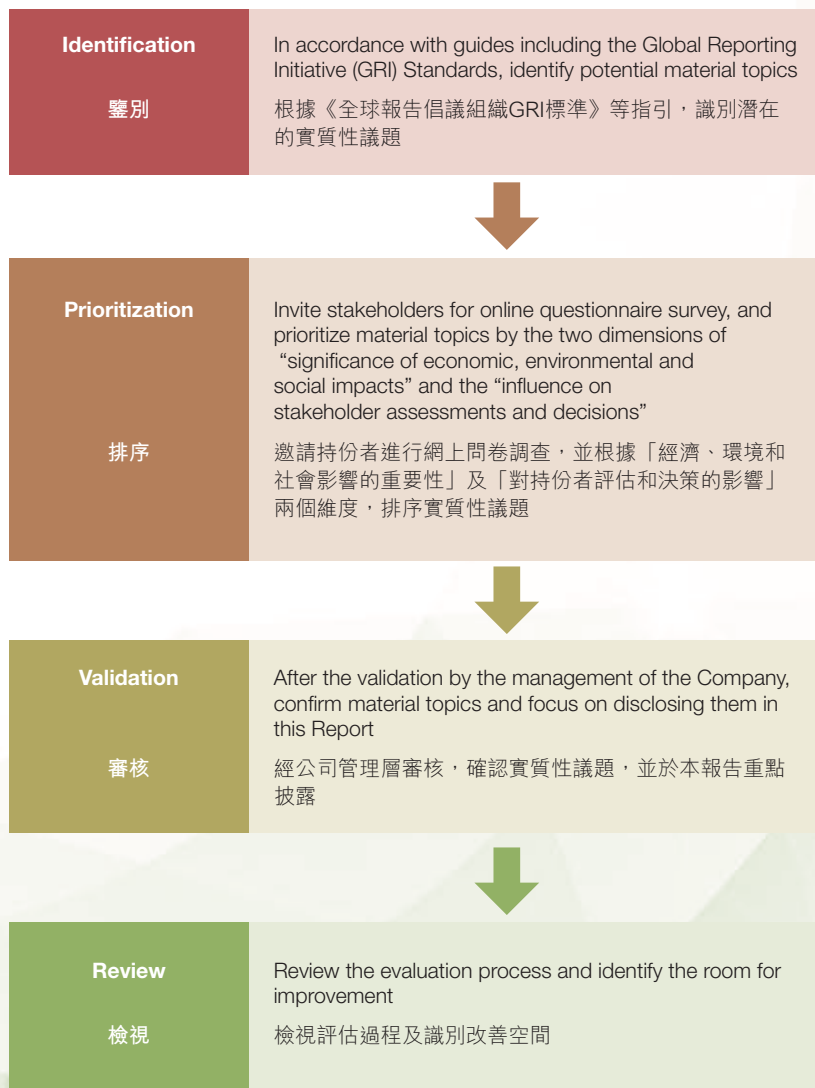 Identification
鑒別
In accordance with guides including the Global Reporting
Initiative (GRI) Standards, identify potential material topics
根據《全球報告倡議組織GRI標準》等指引，識別潛在
的實質性議題
Prioritization
排序
Invite stakeholders for online questionnaire survey, and
prioritize material topics by the two dimensions of
“significance of economic, environmental and
social impacts” and the “influence on
stakeholder assessments and decisions”
邀請持份者進行網上問卷調查，並根據「經濟、環境和
社會影響的重要性」及「對持份者評估和決策的影響」
兩個維度，排序實質性議題
Validation
審核
After the validation by the management of the Company,
confirm material topics and focus on disclosing them in
this Report
經公司管理層審核，確認實質性議題，並於本報告重點
披露
Review
檢視
Review the evaluation process and identify the room for
improvement
檢視評估過程及識別改善空間